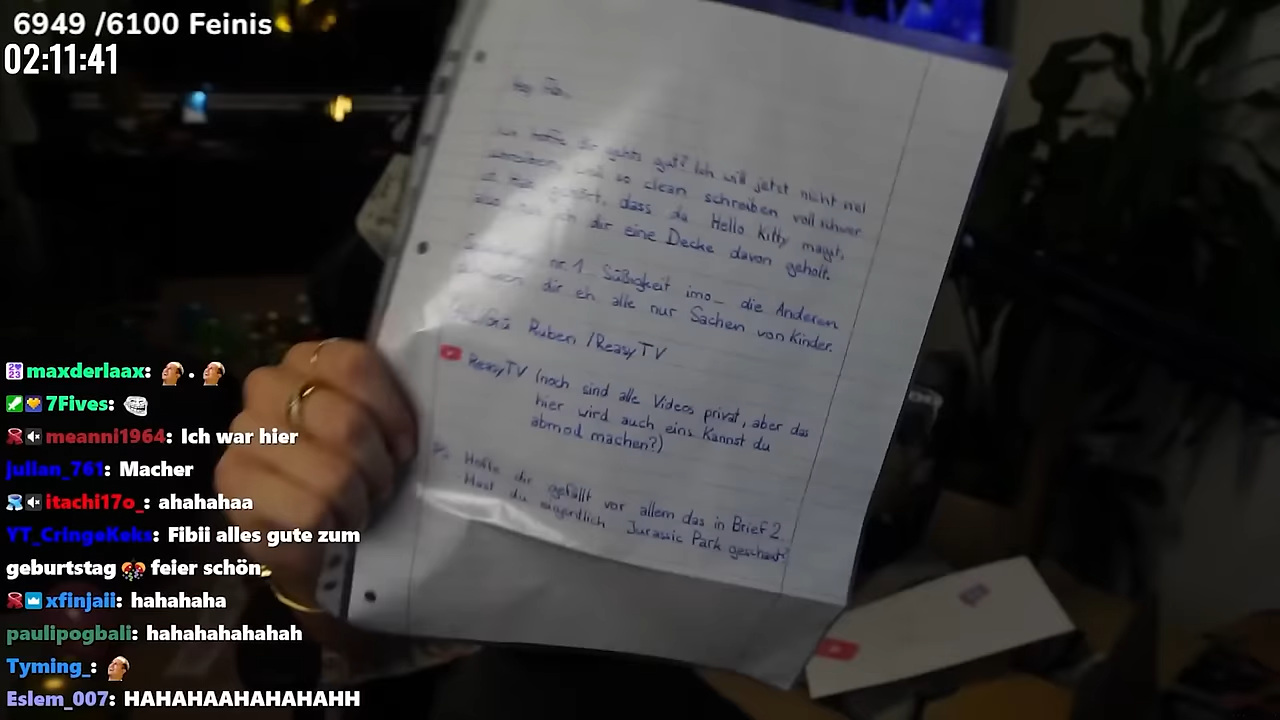 6949 /6100 Feinis
02:11:41
hoffe dir gehts gut? Ich will jetzt nicht viel
schreiben, so clean schreiben voll schwer
gehört, dass du Hello Kitty magst,
dir eine Decke davon geholt.
nr. 1 Süßigkeit imo_ die Anderen
dir eh alle nur Sachen von Kinder.
Ruben / ReasyTV
ReasyTV (noch sind alle Videos privat, aber das
hier wird auch eins. Kannst du
abmod machen?)
Hoffe dir gefällt vor allem das in Brief 2
Hast du eigentlich Jurassic Park geschaut?
maxderlaax: .
7Fives:
meanni1964: Ich war hier
julian_761: Macher
itachi17o_: ahahahaa
YT_CringeKeks: Fibii alles gute zum
geburtstag feier schön
xfinjaii: hahahaha
paulipogbali: hahahahahahah
Tyming_:
Eslem_007: HAHAHAAHAHAHAHH